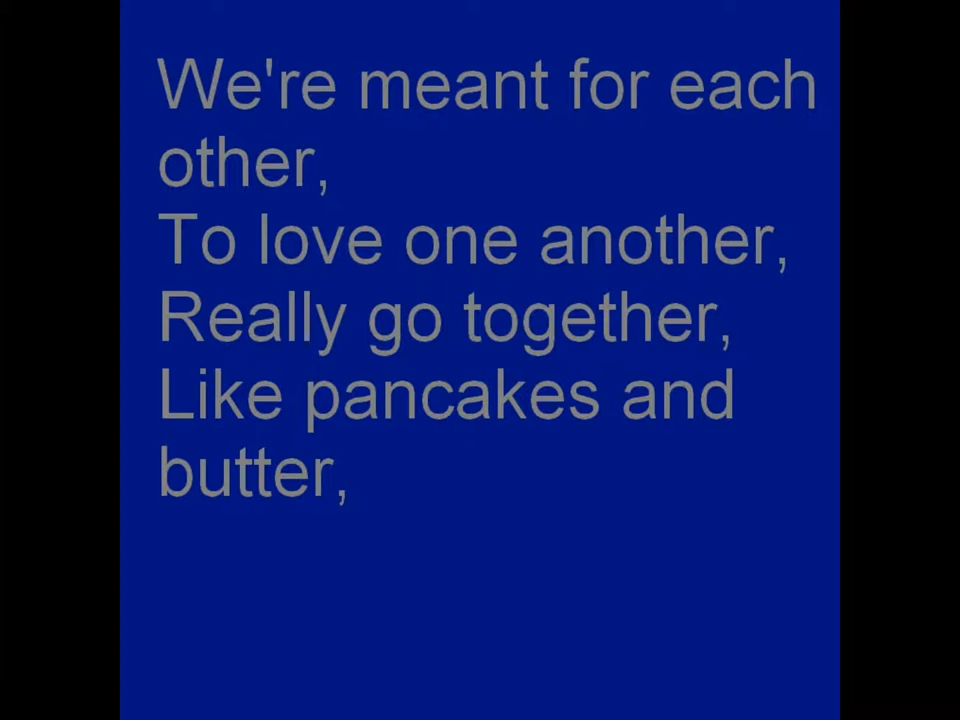 We're meant for each
other,
To love one another,
Really go together,
Like pancakes and
butter,